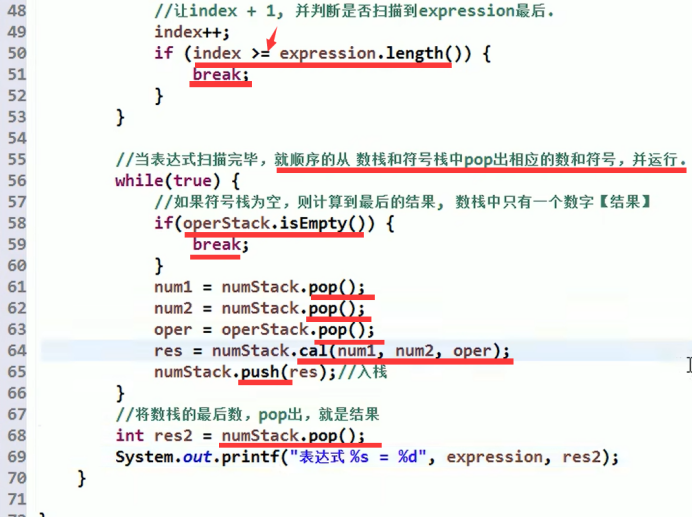 48 //让index + 1, 并判断是否扫描到expression最后.
49 index++;
50 if (index >= expression.length()) {
51 break;
52 }
53 }
54
55 //当表达式扫描完毕，就顺序的从 数栈和符号栈中pop出相应的数和符号，并运行.
56 while(true) {
57 //如果符号栈为空，则计算到最后的结果, 数栈中只有一个数字【结果】
58 if(operStack.isEmpty()) {
59 break;
60 }
61 num1 = numStack.pop();
62 num2 = numStack.pop();
63 oper = operStack.pop();
64 res = numStack.cal(num1, num2, oper);
65 numStack.push(res);//入栈
66 }
67 //将数栈的最后数，pop出，就是结果
68 int res2 = numStack.pop();
69 System.out.printf("表达式 %s = %d", expression, res2);
70 }
71